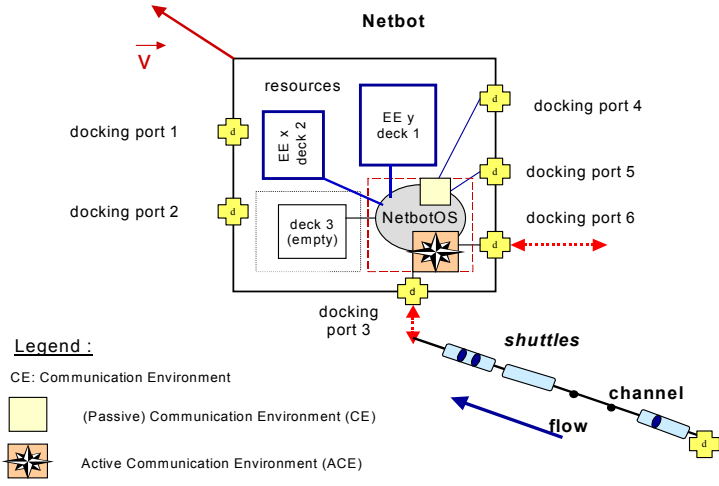 Netbot
V
resources
EE x
deck 2
EE y
deck 1
docking port 1
docking port 2
docking port 4
docking port 5
docking port 6
d
d
d
d
d
d
NetbotOS
deck 3
(empty)
docking
port 3
shuttles
channel
flow
d
Legend :
CE: Communication Environment
(Passive) Communication Environment (CE)
Active Communication Environment (ACE)